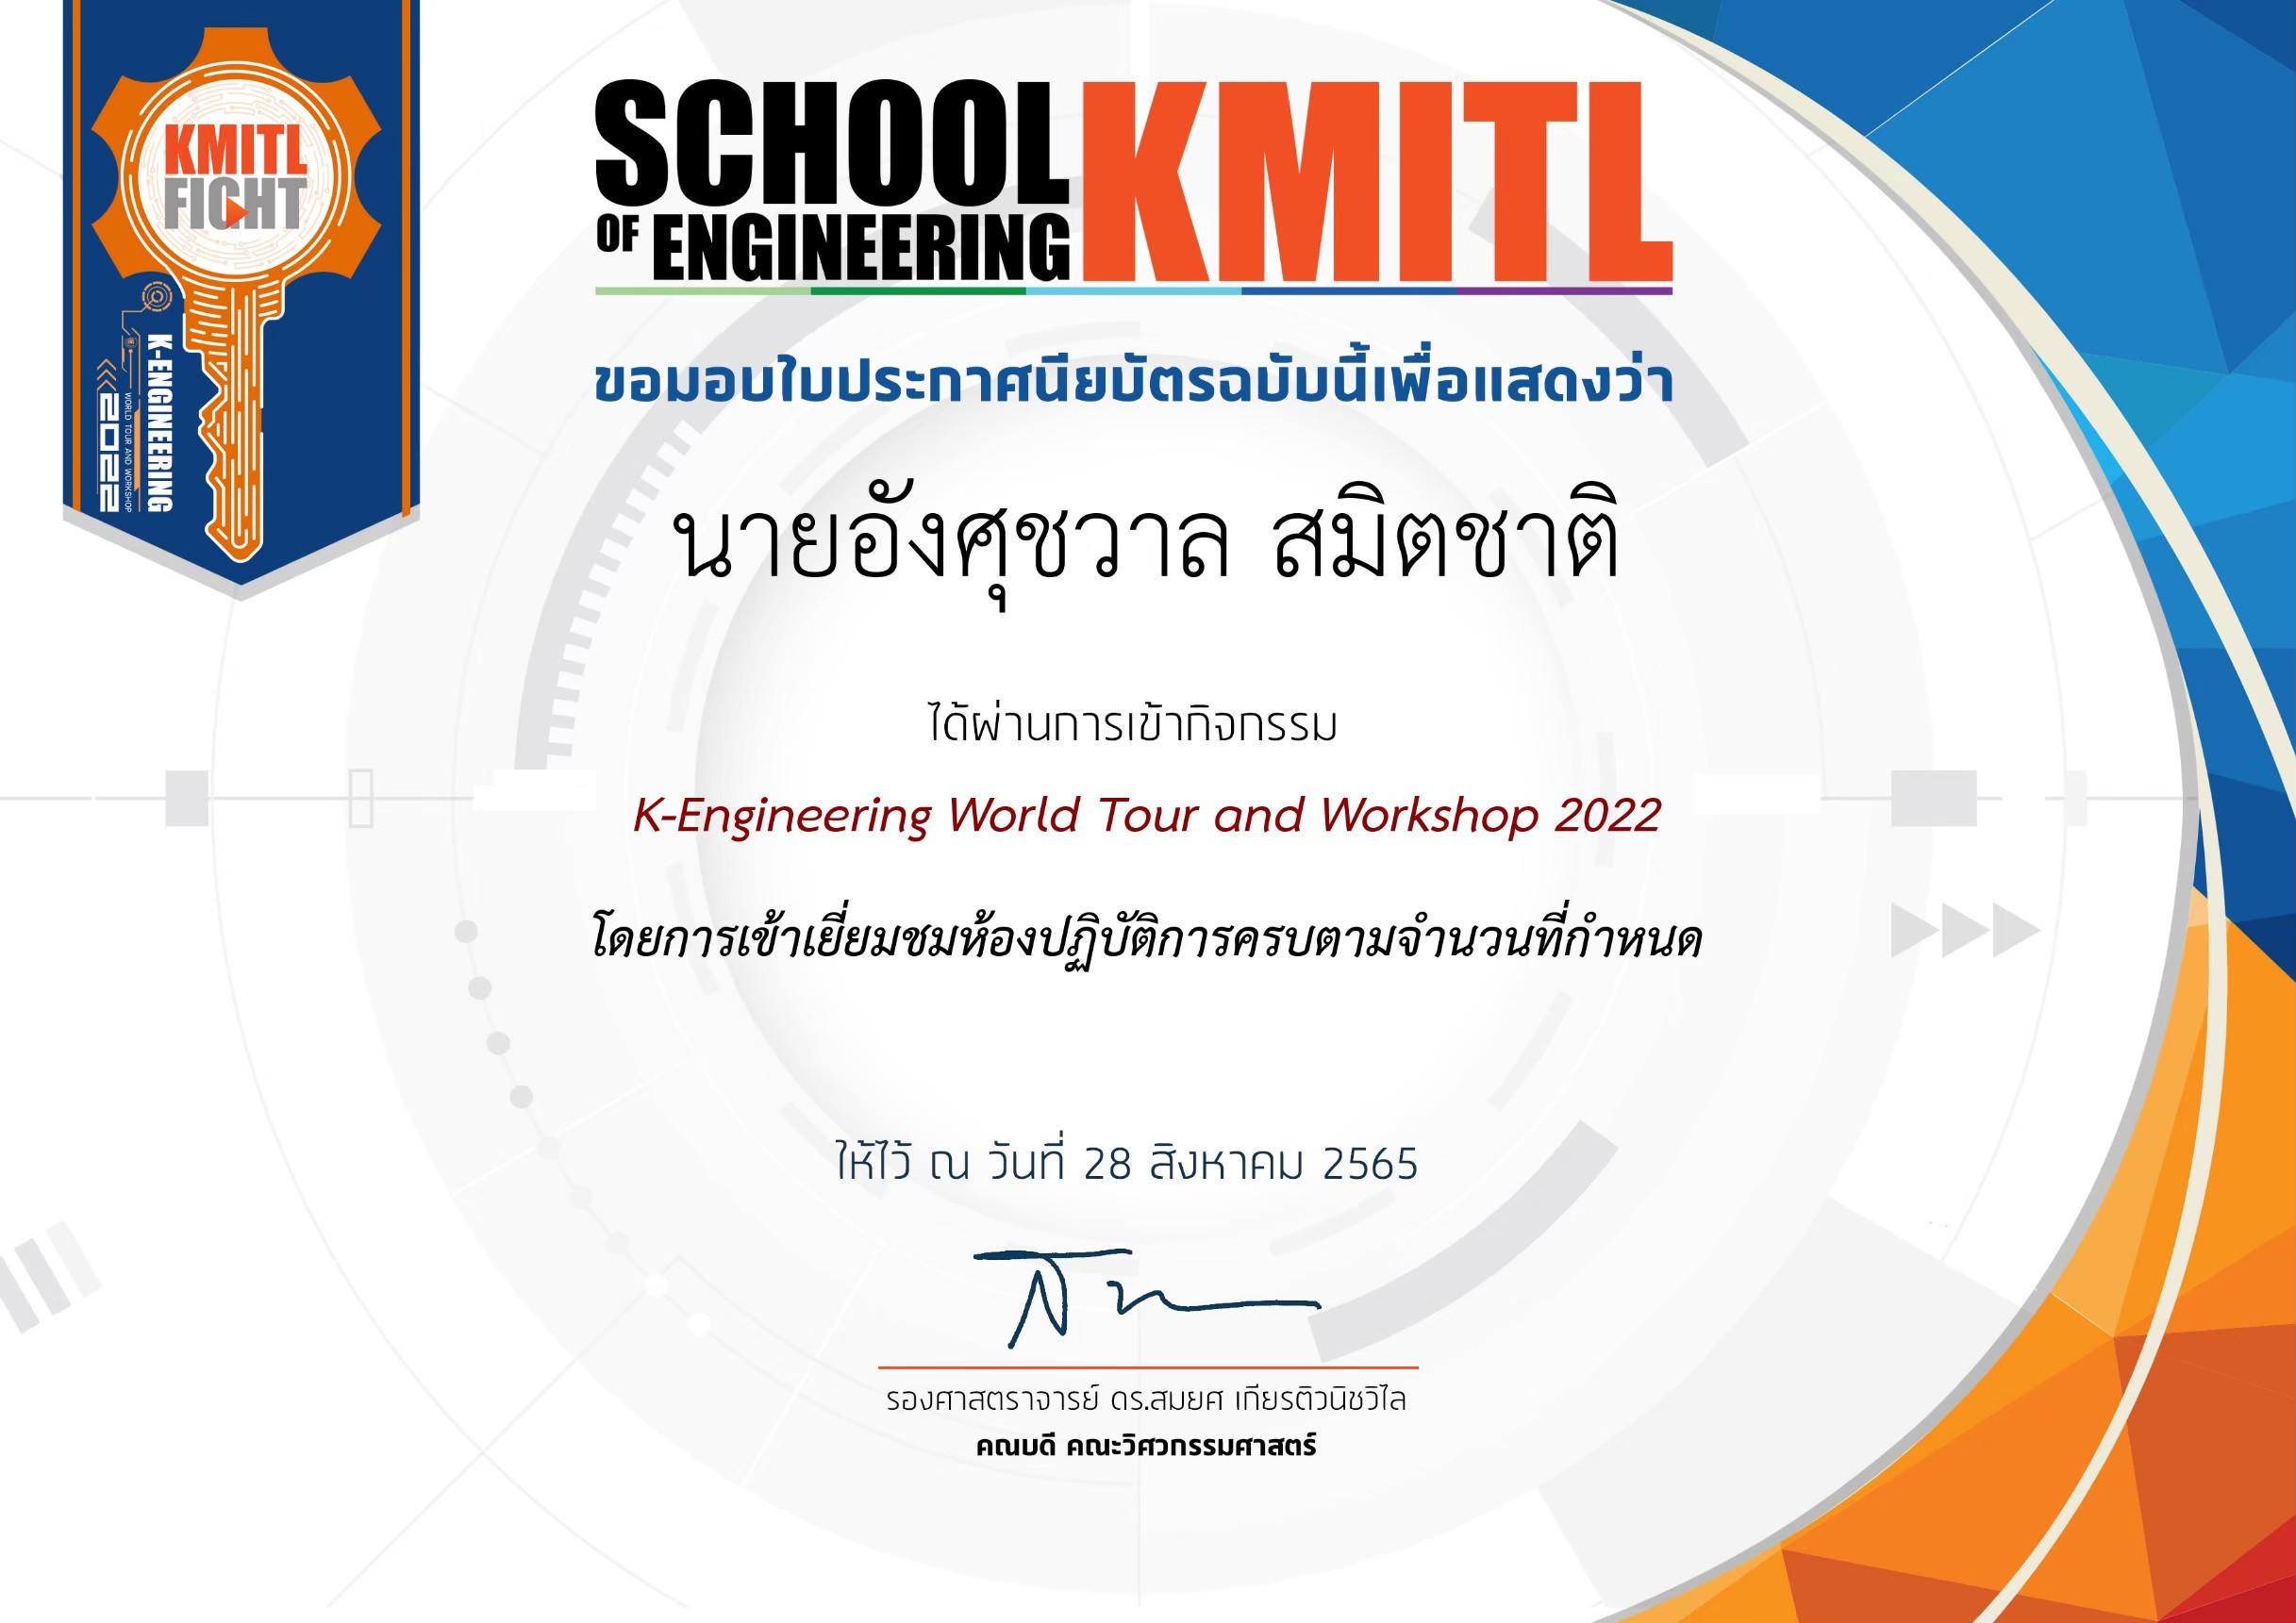 KMITL
FIGHT
K-ENGINEERING
WORLD TOUR AND WORKSHOP
2022
SCHOOL
OF ENGINEERING
KMITL
ขอมอบใบประกาศนียบัตรฉบับนี้เพื่อแสดงว่า
นายอังศุชวาล สมิตชาติ
ได้ผ่านการเข้ากิจกรรม
K-Engineering World Tour and Workshop 2022
โดยการเข้าเยี่ยมชมห้องปฏิบัติการครบตามจำนวนที่กำหนด
ให้ไว้ ณ วันที่ 28 สิงหาคม 2565
รองศาสตราจารย์ ดร.สมยศ เกียรติวนิชวิไล
คณบดี คณะวิศวกรรมศาสตร์